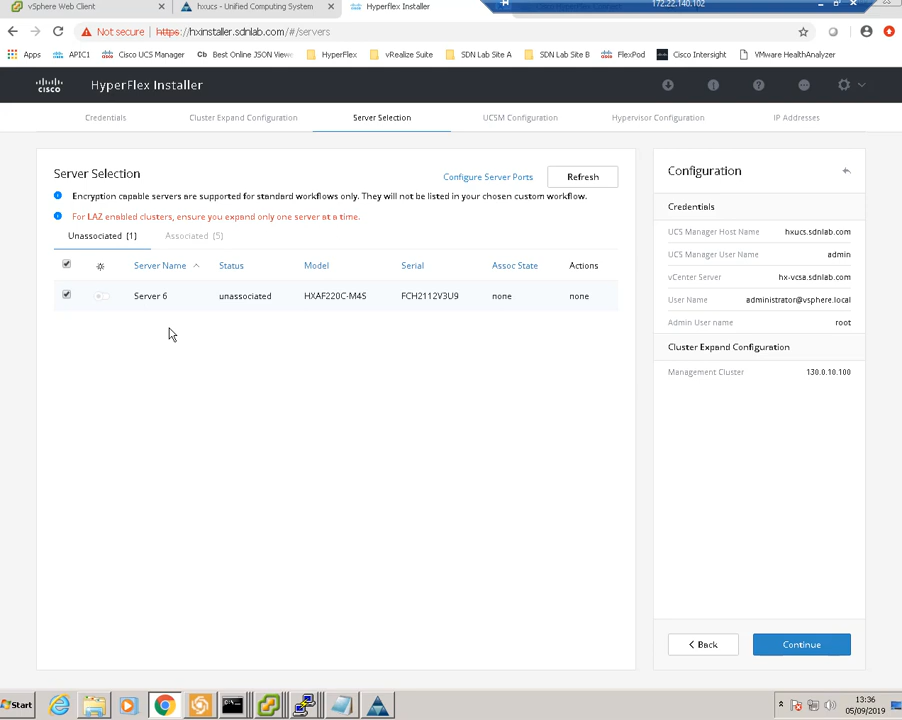 vSphere Web Client
hxucs - Unified Computing System
Hyperflex Installer
172.22.140.102
Not secure
https://hxinstaller.sdnlab.com/#/servers
Apps
APIC1
Cisco UCS Manager
Best Online JSON View
HyperFlex
vRealize Suite
SDN Lab Site A
SDN Lab Site B
FlexPod
Cisco Intersight
VMware HealthAnalyzer
cisco
HyperFlex Installer
Credentials
Cluster Expand Configuration
Server Selection
UCSM Configuration
Hypervisor Configuration
IP Addresses
Server Selection
Configure Server Ports
Refresh
Encryption capable servers are supported for standard workflows only. They will not be listed in your chosen custom workflow.
For LAZ enabled clusters, ensure you expand only one server at a time.
Unassociated [1]
Associated [5]
Server Name
Status
Model
Serial
Assoc State
Actions
Server 6
unassociated
HXAF220C-M4S
FCH2112V3U9
none
none
Configuration
Credentials
UCS Manager Host Name
hxucs.sdnlab.com
UCS Manager User Name
admin
vCenter Server
hx-vcsa.sdnlab.com
User Name
administrator@vsphere.local
Admin User name
root
Cluster Expand Configuration
Management Cluster
130.0.10.100
Back
Continue
Start
13:36
05/09/2019